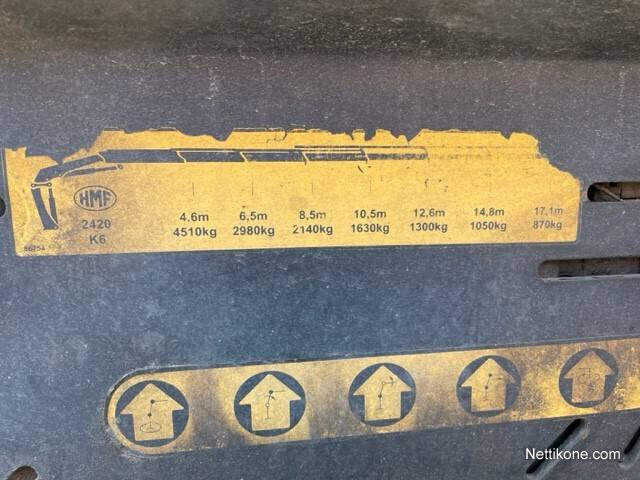 HMF
2420
K6
4,6m 6,5m 8,5m 10,5m 12,6m 14,8m 17,1m
4510kg 2980kg 2140kg 1630kg 1300kg 1050kg 870kg
Nettikone.com